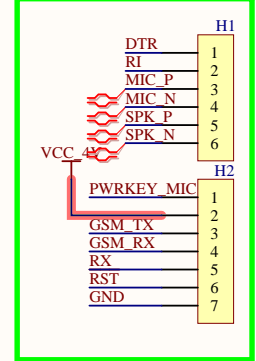 H1
DTR 1
RI 2
MIC_P 3
MIC_N 4
SPK_P 5
SPK_N 6
VCC_4V
H2
PWRKEY_MIC 1
2
GSM_TX 3
GSM_RX 4
RX 5
RST 6
GND 7